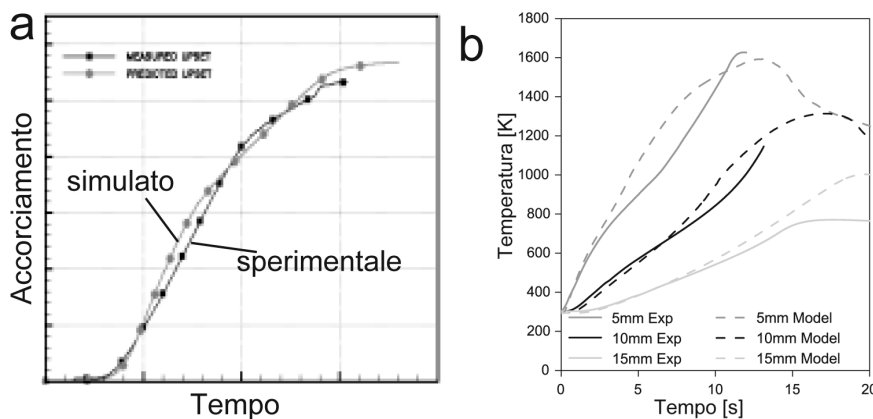 a
MEASURED UPSET
PREDICTED UPSET
simulato
sperimentale
Accorciamento
Tempo
b
1800
1600
1400
1200
1000
800
600
400
200
0
Temperatura [K]
5mm Exp
5mm Model
10mm Exp
10mm Model
15mm Exp
15mm Model
0
5
10
15
20
Tempo [s]